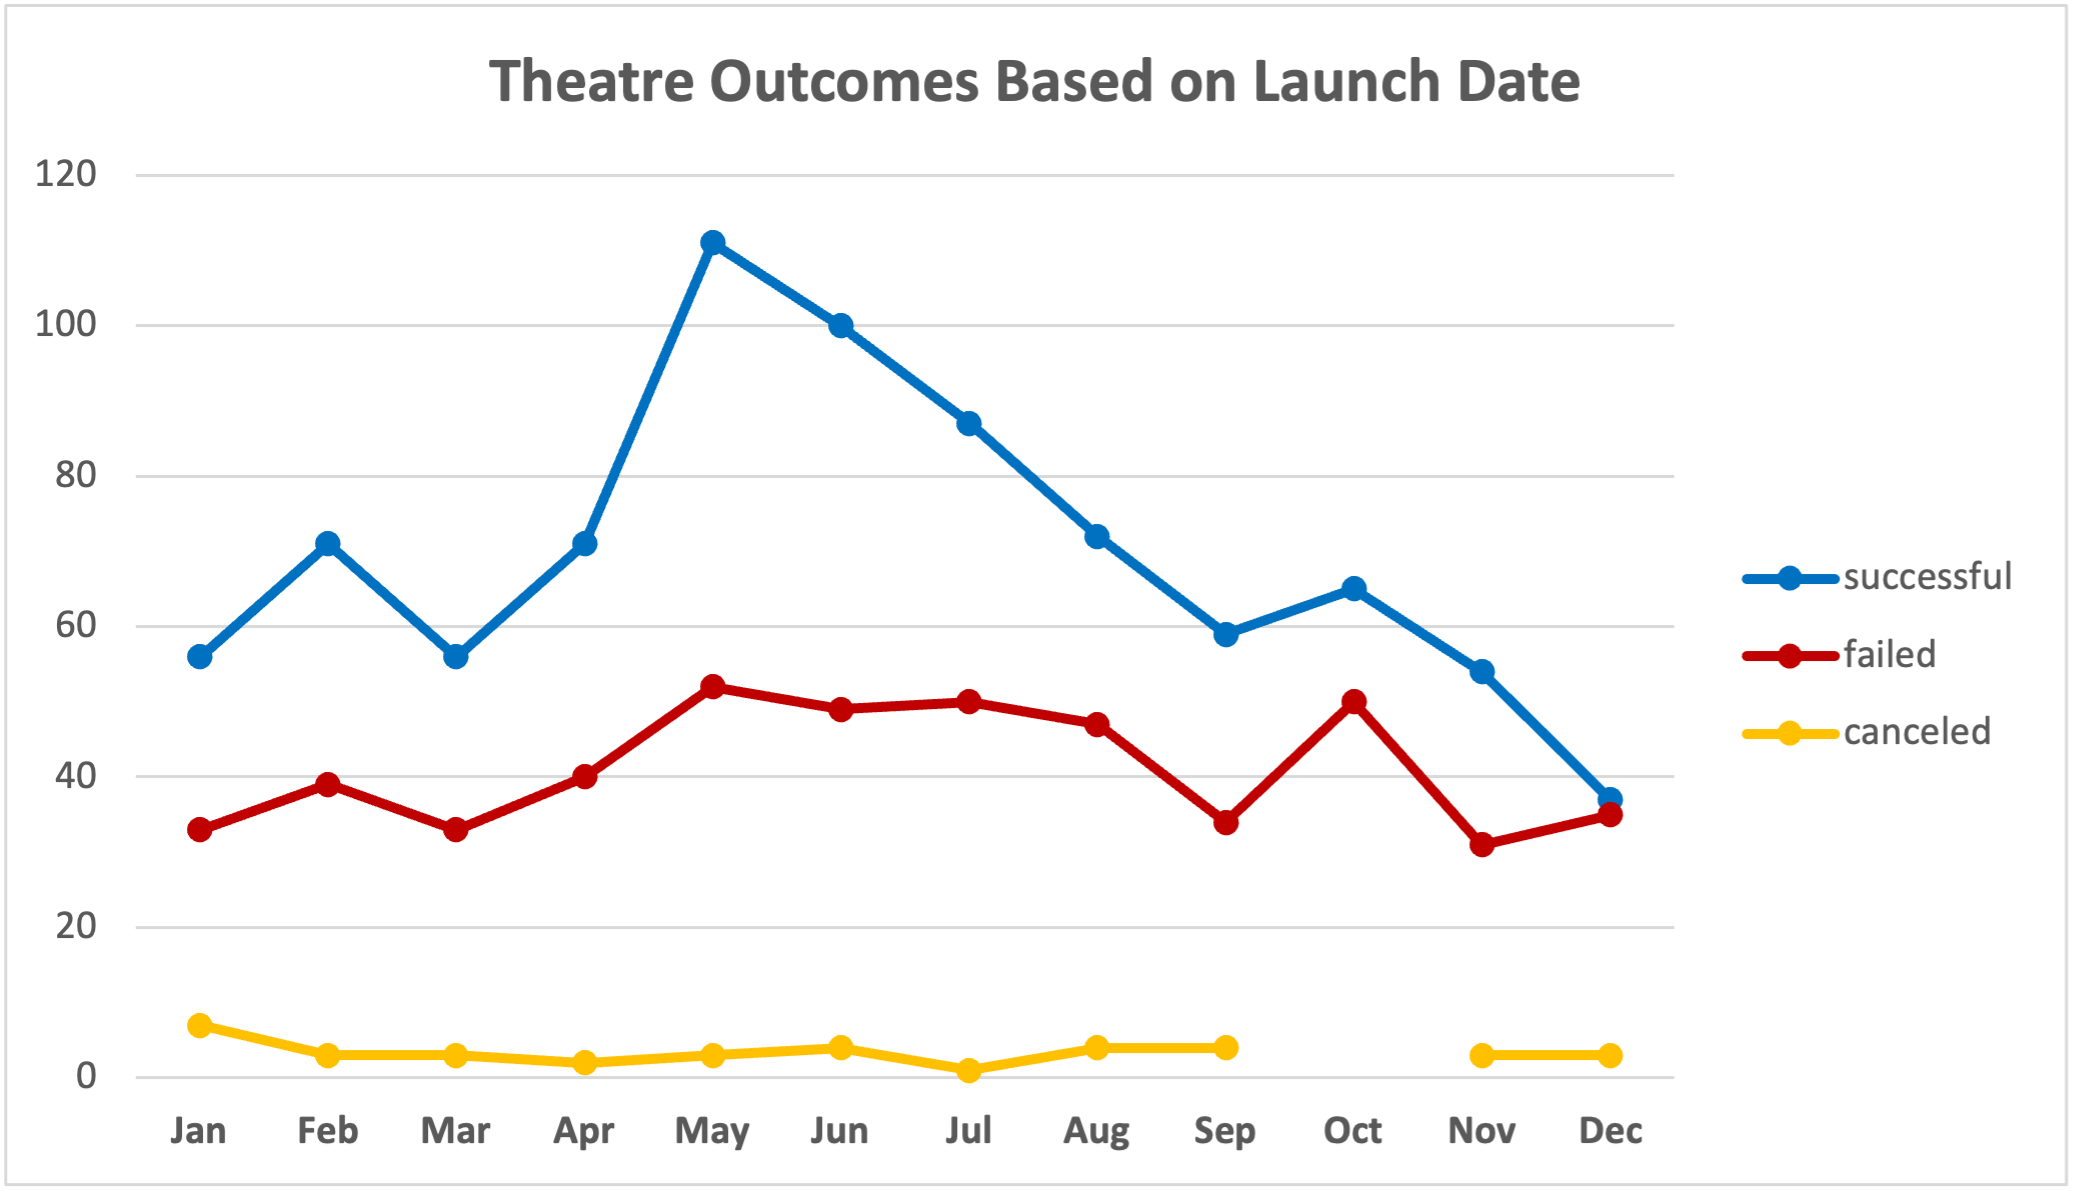 Theatre Outcomes Based on Launch Date
120
100
80
60
40
20
0
Jan Feb Mar Apr May Jun Jul Aug Sep Oct Nov Dec
successful
failed
canceled